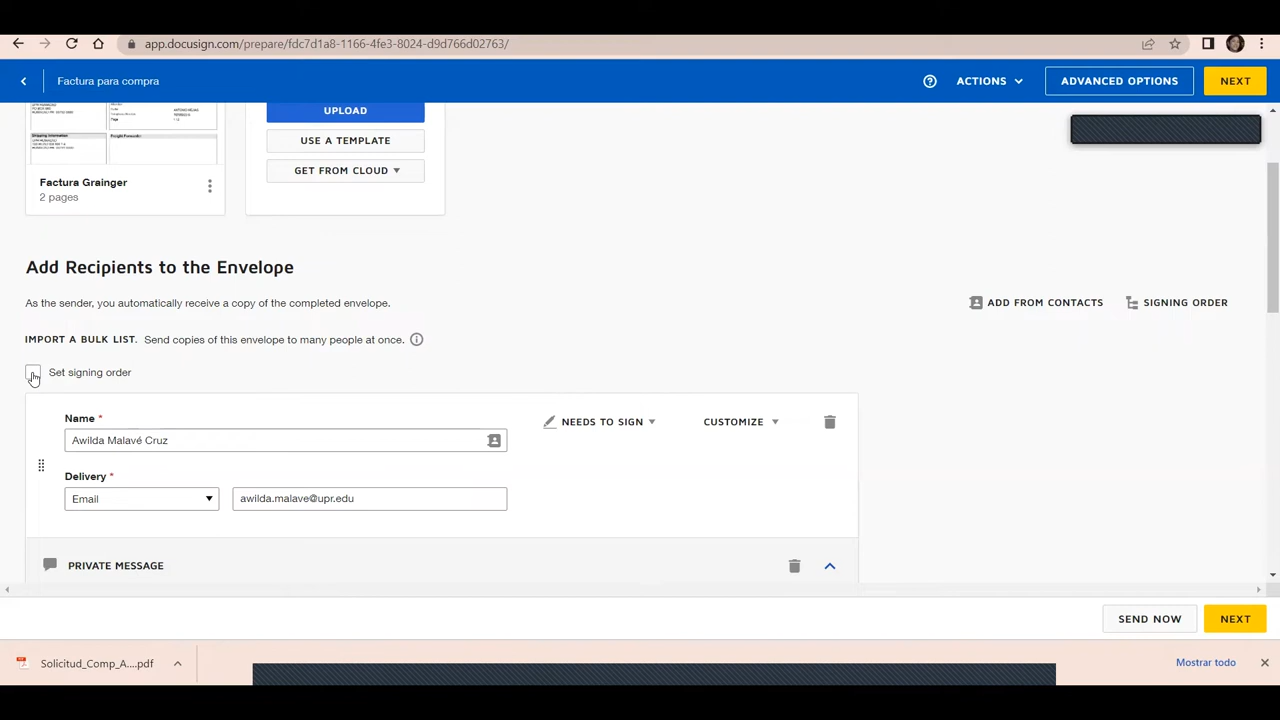 app.docusign.com/prepare/fdc7d1a8-1166-4fe3-8024-d9d766d02763/
Factura para compra
ACTIONS
ADVANCED OPTIONS
NEXT
UPLOAD
USE A TEMPLATE
GET FROM CLOUD
Factura Grainger
2 pages
Add Recipients to the Envelope
As the sender, you automatically receive a copy of the completed envelope.
ADD FROM CONTACTS
SIGNING ORDER
IMPORT A BULK LIST. Send copies of this envelope to many people at once.
Set signing order
Name *
NEEDS TO SIGN
CUSTOMIZE
Awilda Malavé Cruz
Delivery *
Email
awilda.malave@upr.edu
PRIVATE MESSAGE
SEND NOW
NEXT
Solicitud_Comp_A....pdf
Mostrar todo